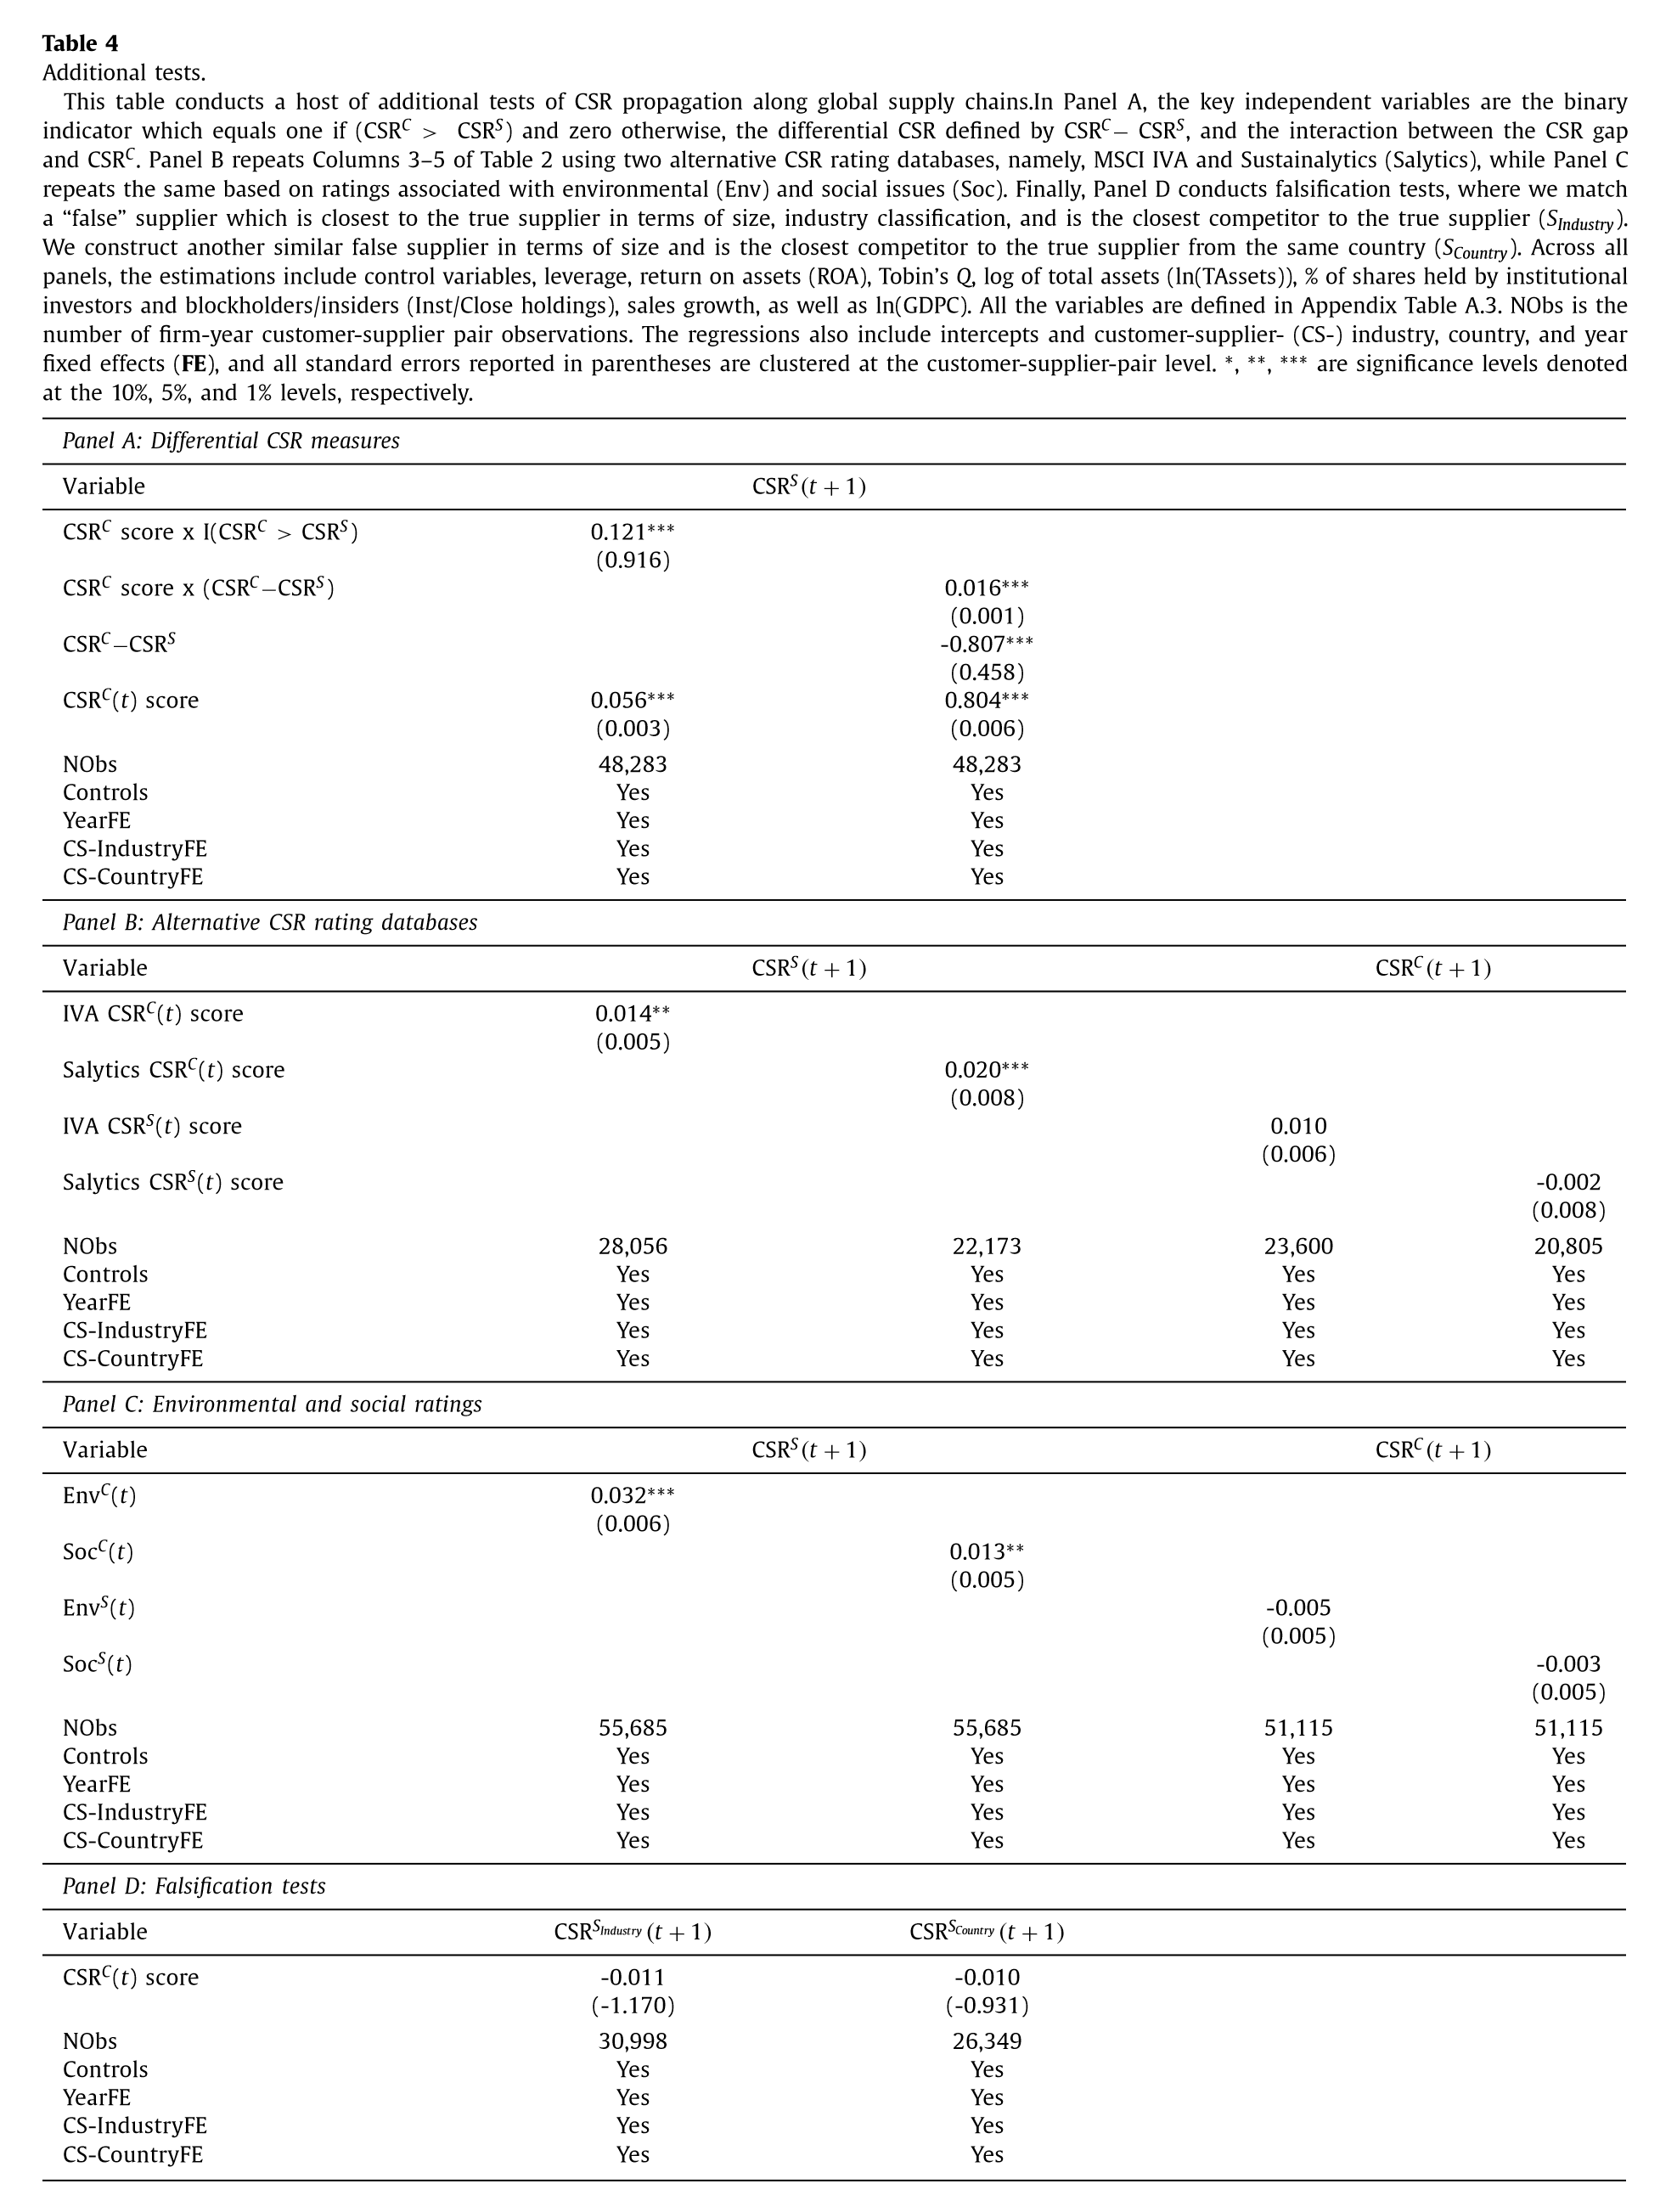 Table 4
Additional tests.
This table conducts a host of additional tests of CSR propagation along global supply chains.In Panel A, the key independent variables are the binary
indicator which equals one if (CSR^C > CSR^S) and zero otherwise, the differential CSR defined by CSR^C− CSR^S, and the interaction between the CSR gap
and CSR^C. Panel B repeats Columns 3–5 of Table 2 using two alternative CSR rating databases, namely, MSCI IVA and Sustainalytics (Salytics), while Panel C
repeats the same based on ratings associated with environmental (Env) and social issues (Soc). Finally, Panel D conducts falsification tests, where we match
a “false” supplier which is closest to the true supplier in terms of size, industry classification, and is the closest competitor to the true supplier (S_Industry).
We construct another similar false supplier in terms of size and is the closest competitor to the true supplier from the same country (S_Country). Across all
panels, the estimations include control variables, leverage, return on assets (ROA), Tobin’s Q, log of total assets (ln(TAssets)), % of shares held by institutional
investors and blockholders/insiders (Inst/Close holdings), sales growth, as well as ln(GDPC). All the variables are defined in Appendix Table A.3. NObs is the
number of firm-year customer-supplier pair observations. The regressions also include intercepts and customer-supplier- (CS-) industry, country, and year
fixed effects (FE), and all standard errors reported in parentheses are clustered at the customer-supplier-pair level. *, **, *** are significance levels denoted
at the 10%, 5%, and 1% levels, respectively.
Panel A: Differential CSR measures
Variable CSR^S(t + 1)
CSR^C score x I(CSR^C > CSR^S) 0.121***
(0.916)
CSR^C score x (CSR^C−CSR^S) 0.016***
(0.001)
CSR^C−CSR^S -0.807***
(0.458)
CSR^C(t) score 0.056*** 0.804***
(0.003) (0.006)
NObs 48,283 48,283
Controls Yes Yes
YearFE Yes Yes
CS-IndustryFE Yes Yes
CS-CountryFE Yes Yes
Panel B: Alternative CSR rating databases
Variable CSR^S(t + 1) CSR^C(t + 1)
IVA CSR^C(t) score 0.014**
(0.005)
Salytics CSR^C(t) score 0.020***
(0.008)
IVA CSR^S(t) score 0.010
(0.006)
Salytics CSR^S(t) score -0.002
(0.008)
NObs 28,056 22,173 23,600 20,805
Controls Yes Yes Yes Yes
YearFE Yes Yes Yes Yes
CS-IndustryFE Yes Yes Yes Yes
CS-CountryFE Yes Yes Yes Yes
Panel C: Environmental and social ratings
Variable CSR^S(t + 1) CSR^C(t + 1)
Env^C(t) 0.032***
(0.006)
Soc^C(t) 0.013**
(0.005)
Env^S(t) -0.005
(0.005)
Soc^S(t) -0.003
(0.005)
NObs 55,685 55,685 51,115 51,115
Controls Yes Yes Yes Yes
YearFE Yes Yes Yes Yes
CS-IndustryFE Yes Yes Yes Yes
CS-CountryFE Yes Yes Yes Yes
Panel D: Falsification tests
Variable CSR^S_Industry (t + 1) CSR^S_Country (t + 1)
CSR^C(t) score -0.011 -0.010
(-1.170) (-0.931)
NObs 30,998 26,349
Controls Yes Yes
YearFE Yes Yes
CS-IndustryFE Yes Yes
CS-CountryFE Yes Yes